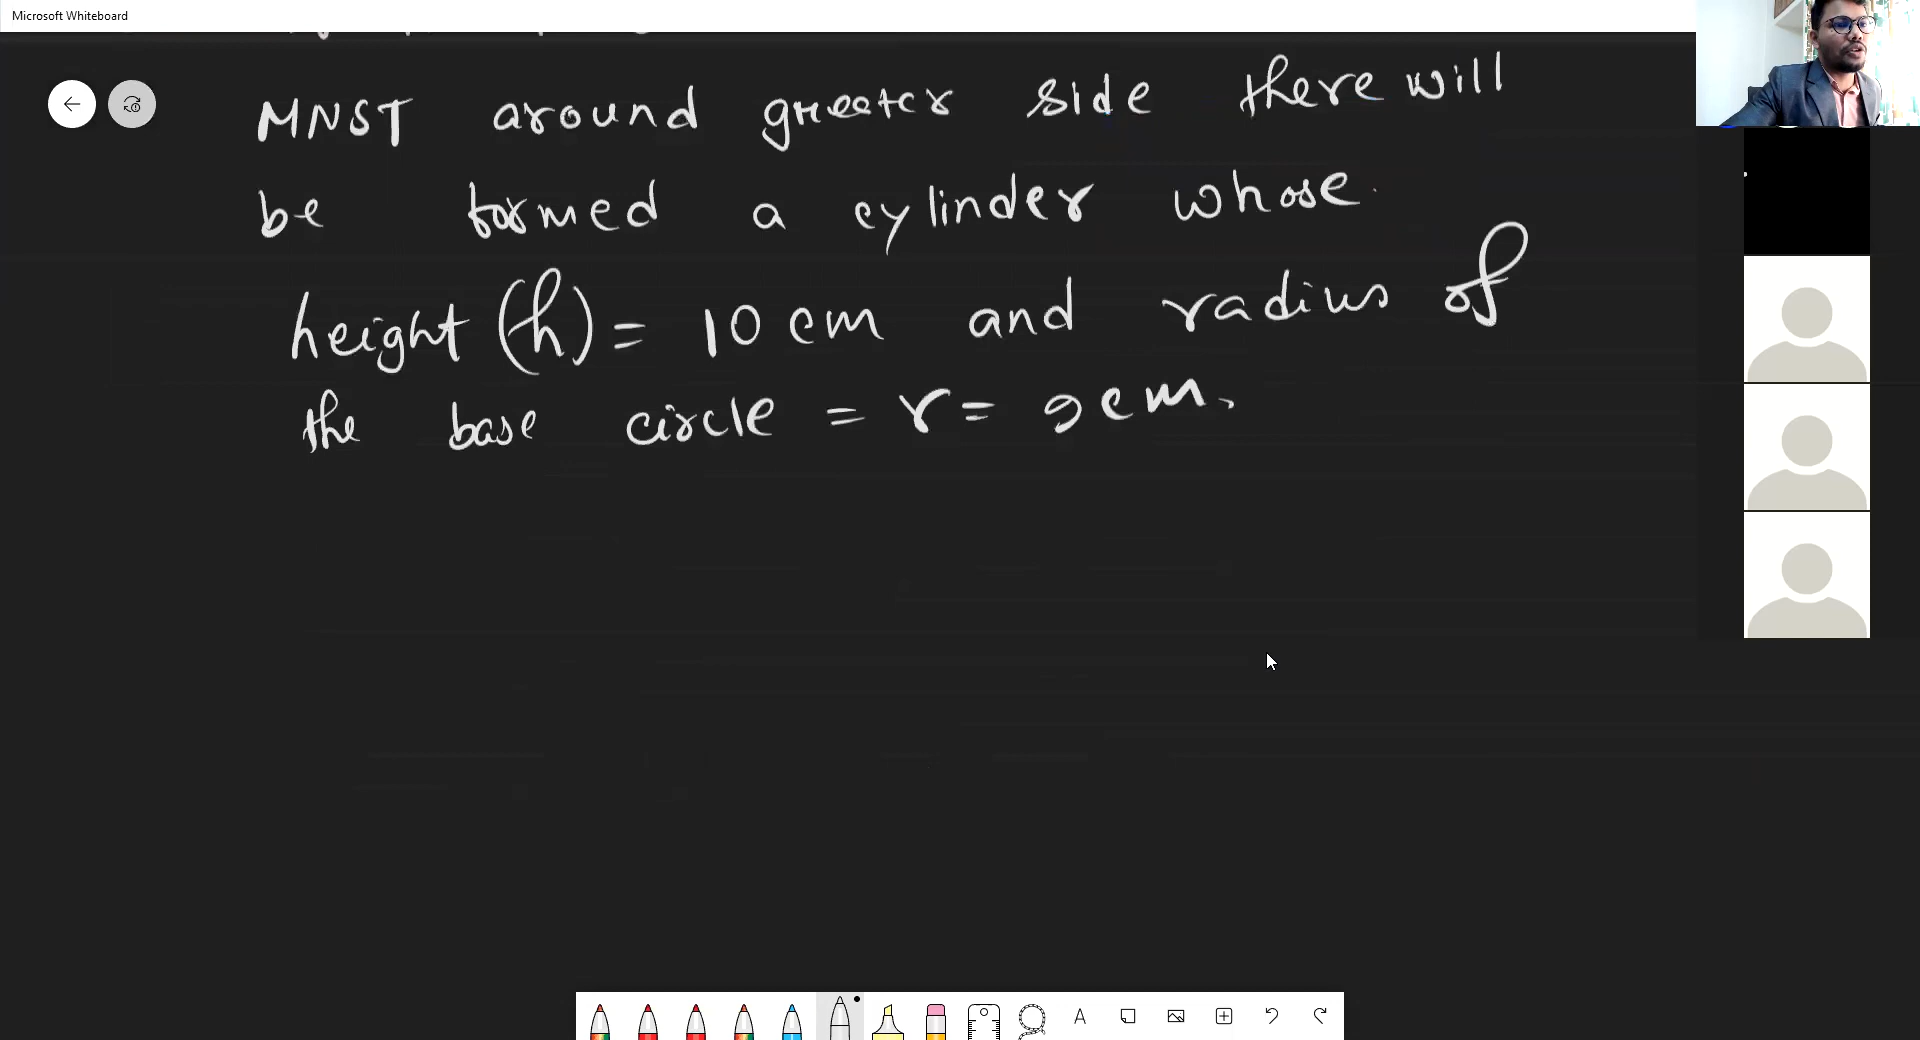 Microsoft Whiteboard
MNST around greater side there will
be formed a cylinder whose
height (h) = 10 cm and radius of
the base circle = r = 9 cm.